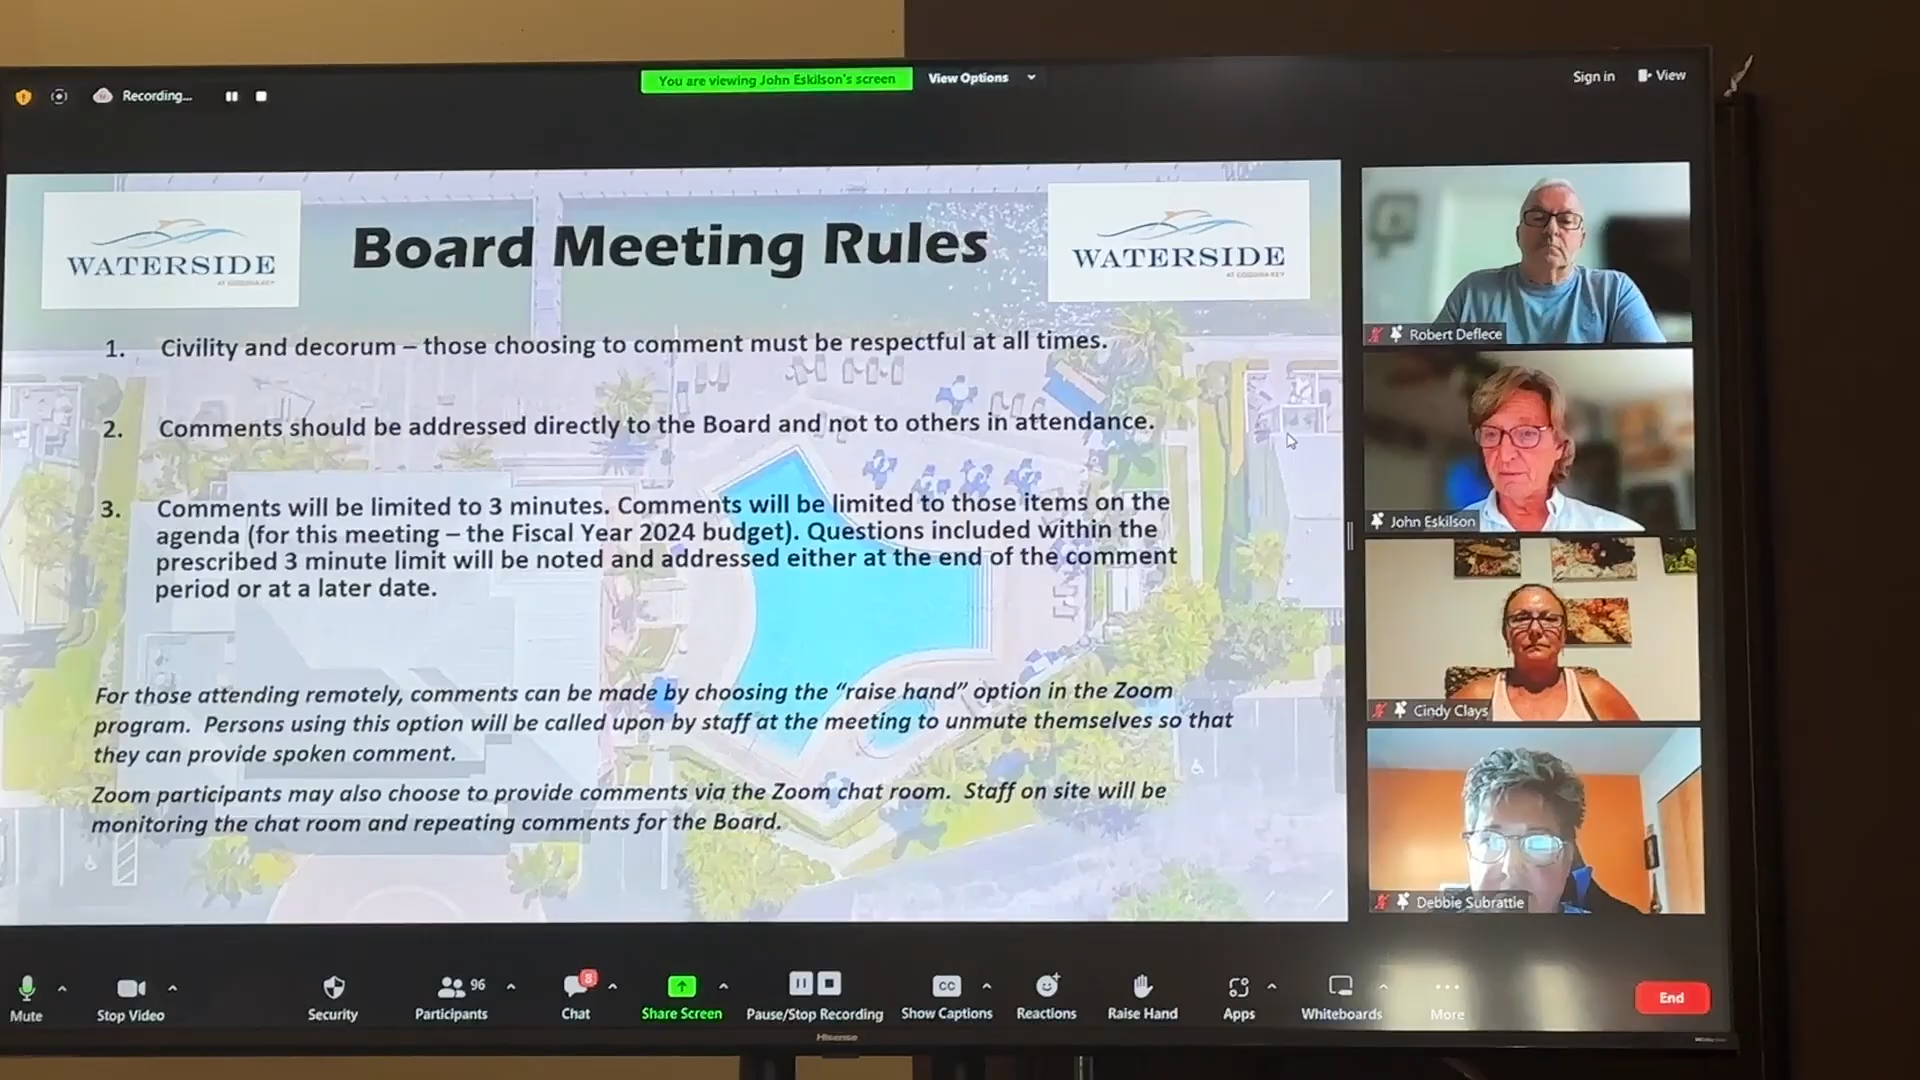 Recording...
You are viewing John Eskilson's screen
View Options
Sign in
View
WATERSIDE
Board Meeting Rules
WATERSIDE
1. Civility and decorum – those choosing to comment must be respectful at all times.
2. Comments should be addressed directly to the Board and not to others in attendance.
3. Comments will be limited to 3 minutes. Comments will be limited to those items on the
agenda (for this meeting – the Fiscal Year 2024 budget). Questions included within the
prescribed 3 minute limit will be noted and addressed either at the end of the comment
period or at a later date.
For those attending remotely, comments can be made by choosing the “raise hand” option in the Zoom
program. Persons using this option will be called upon by staff at the meeting to unmute themselves so that
they can provide spoken comment.
Zoom participants may also choose to provide comments via the Zoom chat room. Staff on site will be
monitoring the chat room and repeating comments for the Board.
Robert Deflece
John Eskilson
Cindy Clays
Debbie Subrattie
96
8
CC
Mute
Stop Video
Security
Participants
Chat
Share Screen
Pause/Stop Recording
Show Captions
Reactions
Raise Hand
Apps
Whiteboards
More
End
Hisense